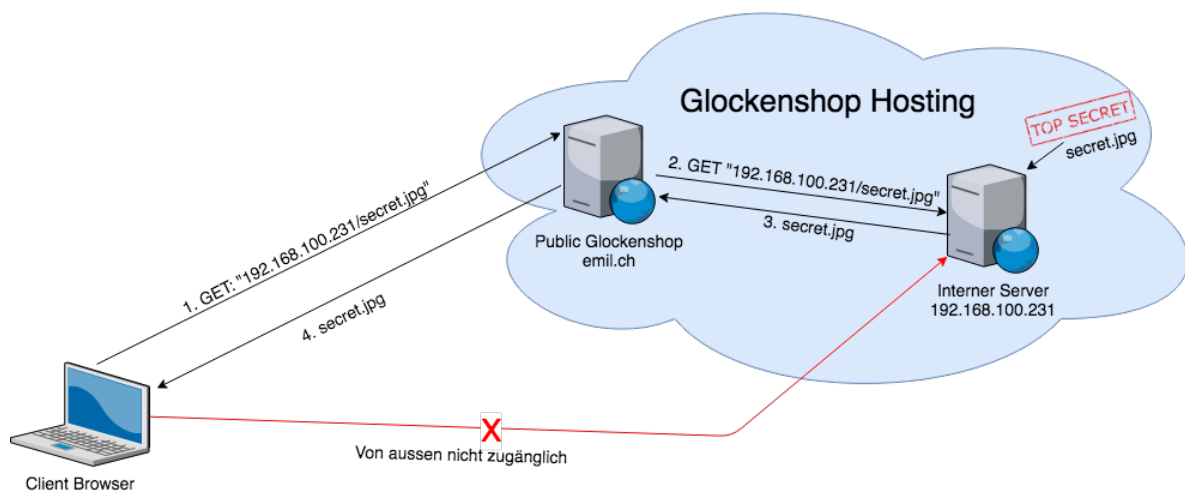 Glockenshop Hosting
TOP SECRET
secret.jpg
1. GET: "192.168.100.231/secret.jpg"
2. GET "192.168.100.231/secret.jpg"
3. secret.jpg
4. secret.jpg
Public Glockenshop
emil.ch
Interner Server
192.168.100.231
X
Von aussen nicht zugänglich
Client Browser